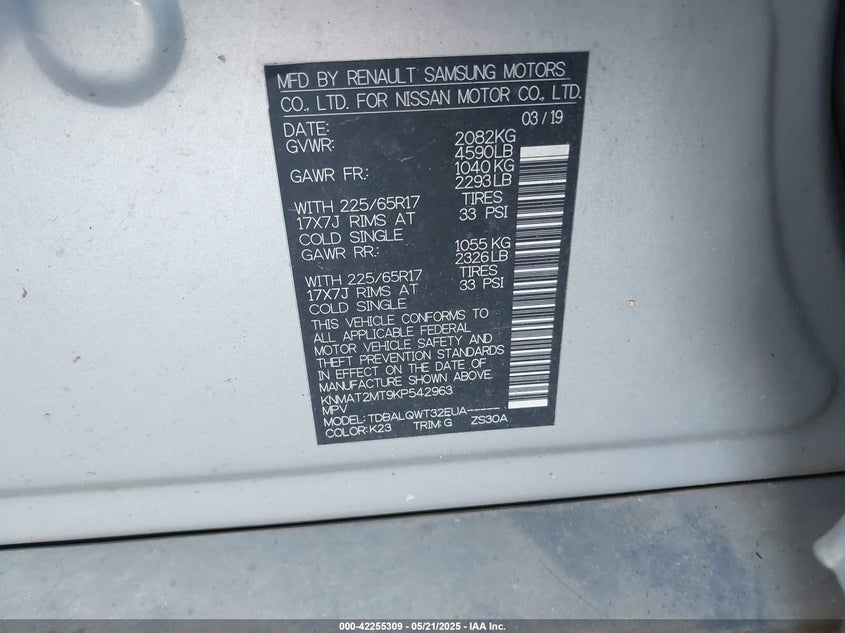 MFD BY RENAULT SAMSUNG MOTORS
CO., LTD. FOR NISSAN MOTOR CO., LTD.
DATE: 03/19
GVWR: 2082KG
4590LB
GAWR FR.: 1040KG
2293LB
WITH 225/65R17 TIRES
17X7J RIMS AT 33 PSI
COLD SINGLE
GAWR RR.: 1055 KG
2326LB
WITH 225/65R17 TIRES
17X7J RIMS AT 33 PSI
COLD SINGLE
THIS VEHICLE CONFORMS TO
ALL APPLICABLE FEDERAL
MOTOR VEHICLE SAFETY AND
THEFT PREVENTION STANDARDS
IN EFFECT ON THE DATE OF
MANUFACTURE SHOWN ABOVE.
KNMAT2MT9KP542963
MPV
MODEL:TDBALQWT32EUA-----
COLOR:K23 TRIM:G ZS30A
000-42255309 - 05/21/2025 - IAA Inc.